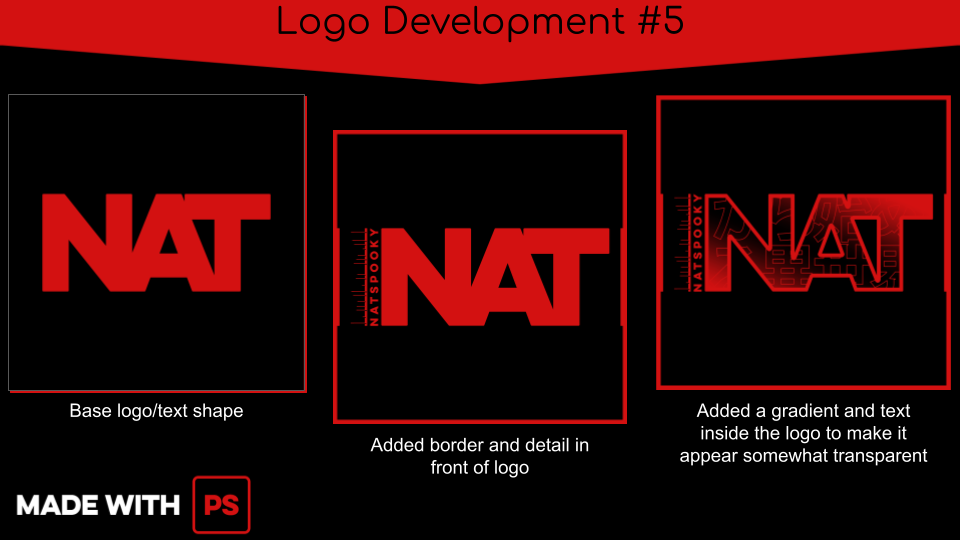 Logo Development #5
NAT
Base logo/text shape
NATSPOOKY
NAT
Added border and detail in
front of logo
NATSPOOKY
NAT
Added a gradient and text
inside the logo to make it
appear somewhat transparent
MADE WITH PS